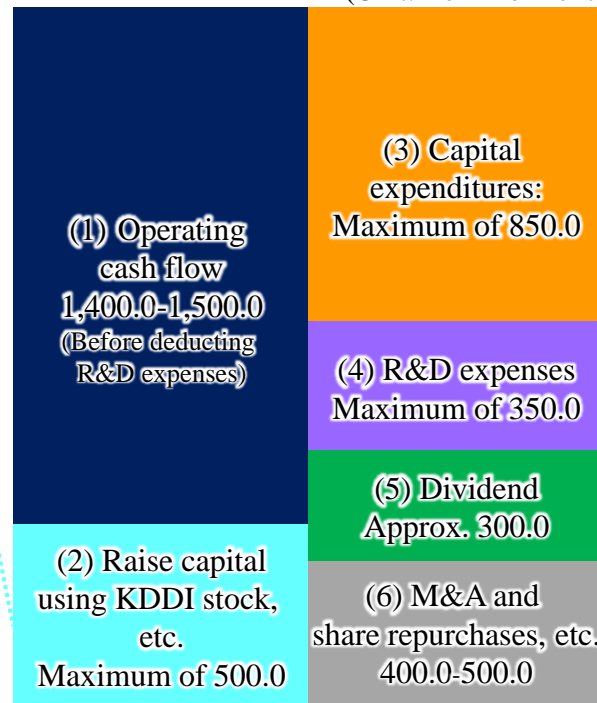 (1) Operating
cash flow
1,400.0-1,500.0
(Before deducting
R&D expenses)
(2) Raise capital
using KDDI stock,
etc.
Maximum of 500.0
(3) Capital
expenditures:
Maximum of 850.0
(4) R&D expenses
Maximum of 350.0
(5) Dividend
Approx. 300.0
(6) M&A and
share repurchases, etc.
400.0-500.0